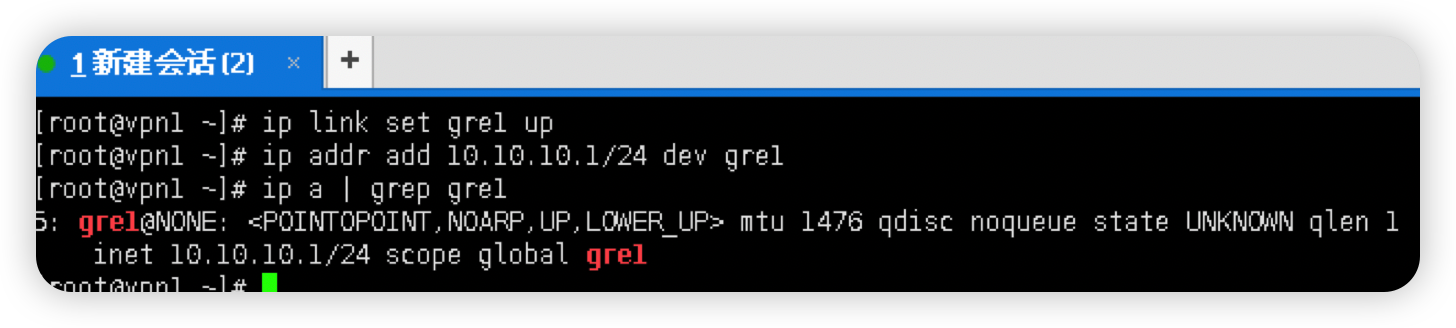 1 新建会话 (2) × +
[root@vpn1 ~]# ip link set gre1 up
[root@vpn1 ~]# ip addr add 10.10.10.1/24 dev gre1
[root@vpn1 ~]# ip a | grep gre1
5: gre1@NONE: <POINTOPOINT,NOARP,UP,LOWER_UP> mtu 1476 qdisc noqueue state UNKNOWN qlen 1
inet 10.10.10.1/24 scope global gre1
[root@vpn1 ~]#